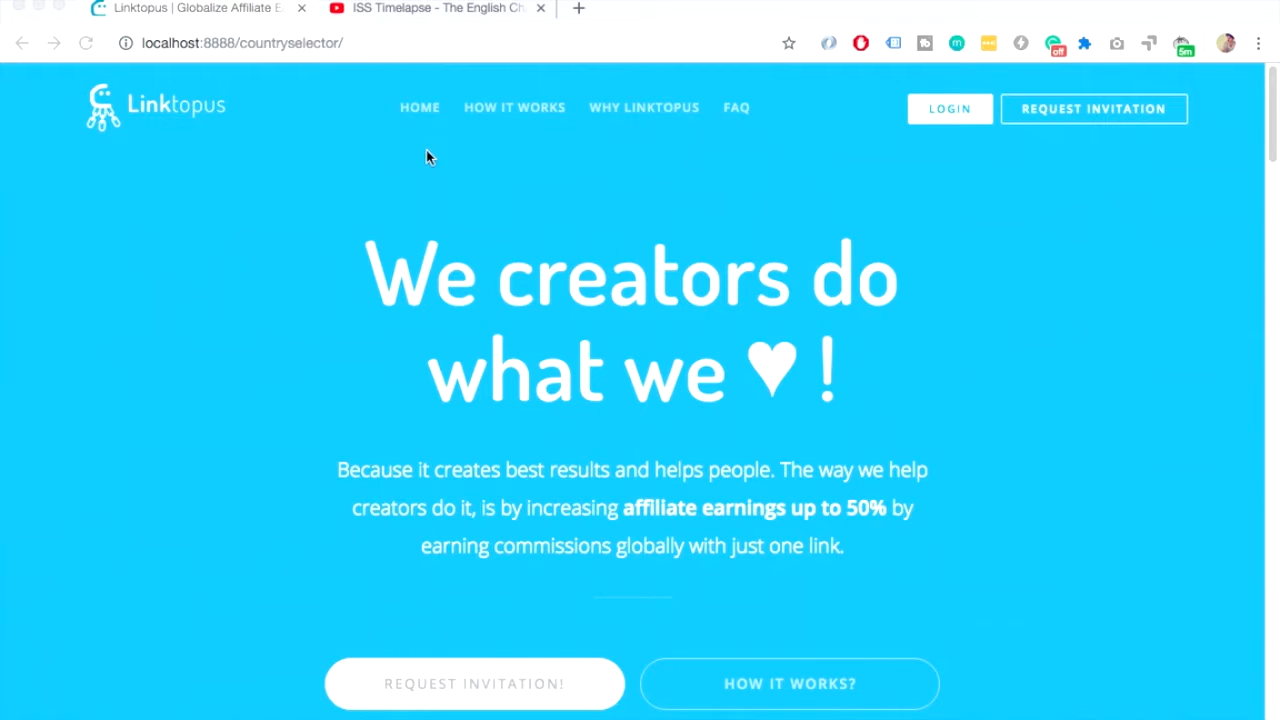 Linktopus | Globalize Affiliate E
ISS Timelapse - The English Ch
localhost:8888/countryselector/
off
5m
Linktopus
HOME
HOW IT WORKS
WHY LINKTOPUS
FAQ
LOGIN
REQUEST INVITATION
We creators do
what we ♥ !
Because it creates best results and helps people. The way we help
creators do it, is by increasing affiliate earnings up to 50% by
earning commissions globally with just one link.
REQUEST INVITATION!
HOW IT WORKS?